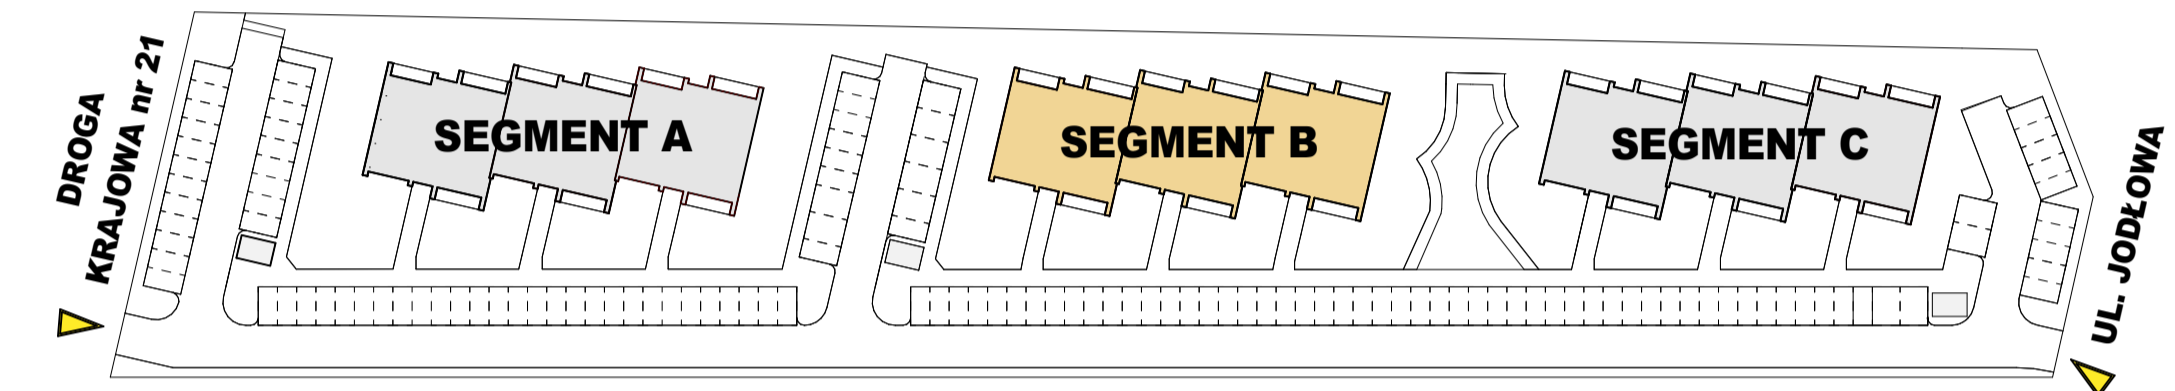 DROGA
KRAJOWA nr 21
SEGMENT A
SEGMENT B
SEGMENT C
UL. JODŁOWA